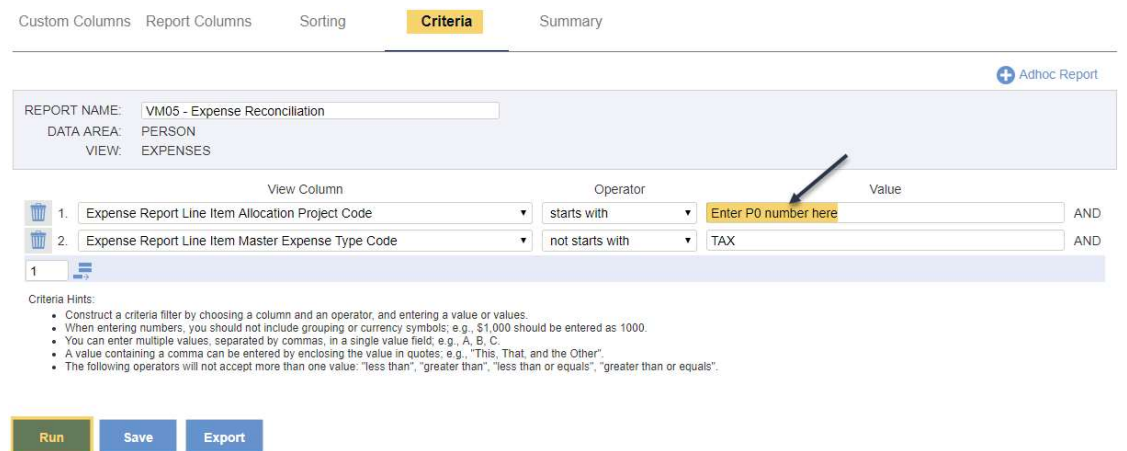 Custom Columns Report Columns Sorting Criteria Summary
Adhoc Report
REPORT NAME: VM05 - Expense Reconciliation
DATA AREA: PERSON
VIEW: EXPENSES
View Column Operator Value
1. Expense Report Line Item Allocation Project Code starts with Enter P0 number here AND
2. Expense Report Line Item Master Expense Type Code not starts with TAX AND
1
Criteria Hints:
• Construct a criteria filter by choosing a column and an operator, and entering a value or values.
• When entering numbers, you should not include grouping or currency symbols; e.g., $1,000 should be entered as 1000.
• You can enter multiple values, separated by commas, in a single value field; e.g., A, B, C.
• A value containing a comma can be entered by enclosing the value in quotes; e.g., "This, That, and the Other".
• The following operators will not accept more than one value: "less than", "greater than", "less than or equals", "greater than or equals".
Run Save Export